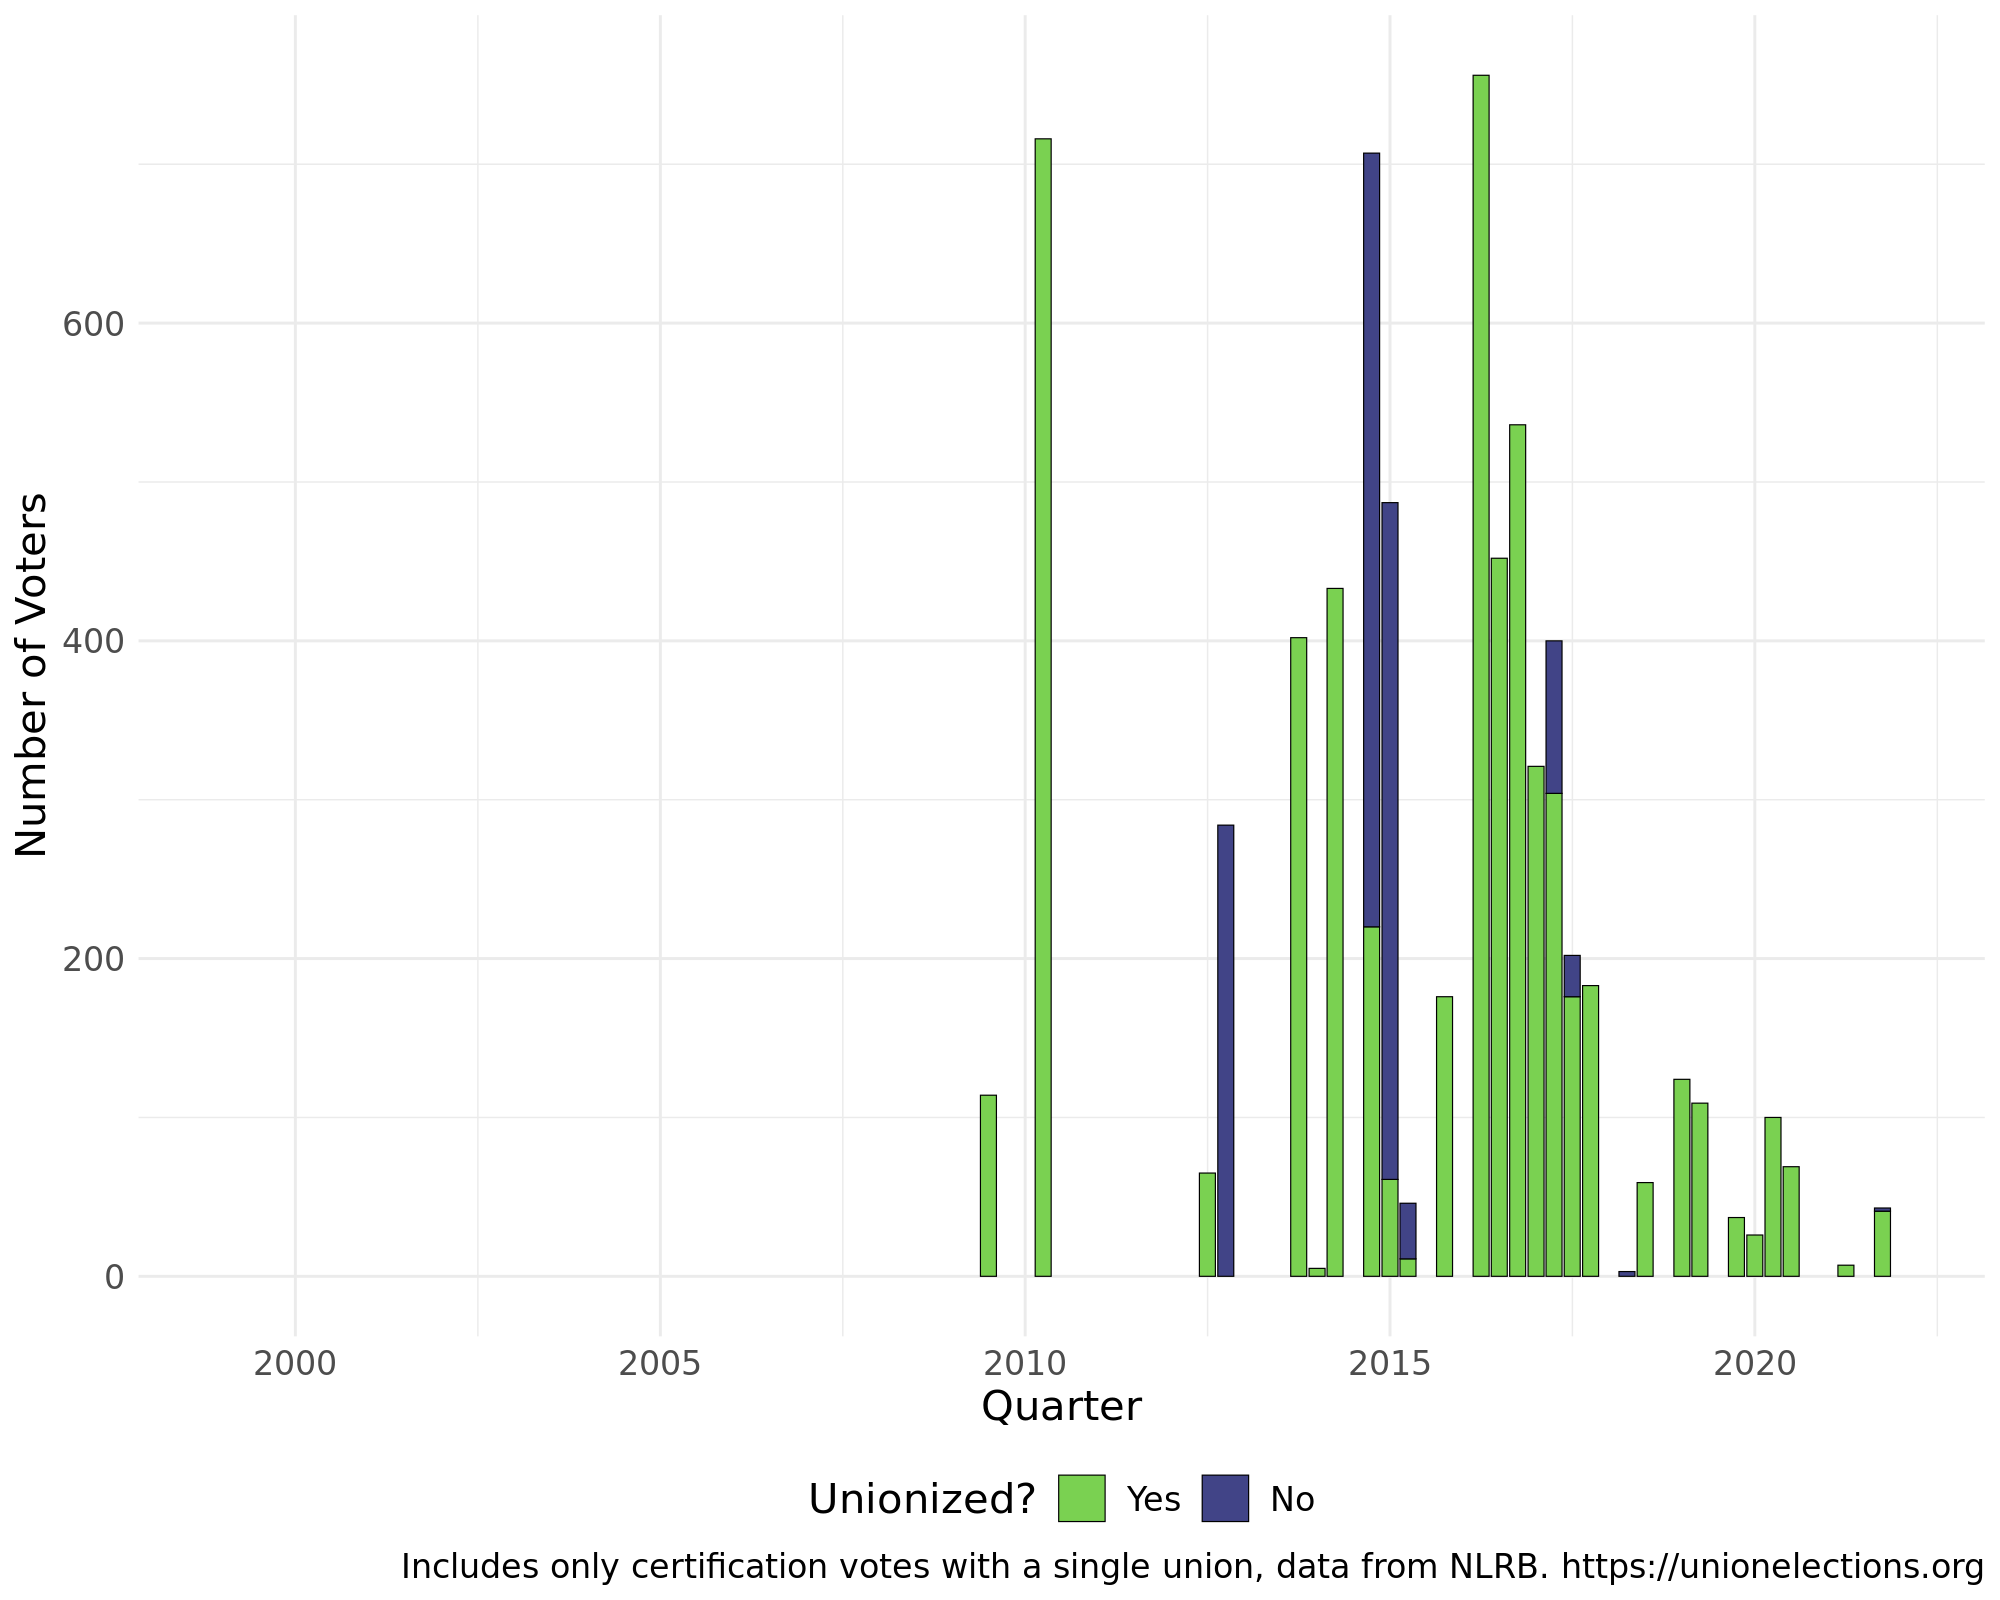 Number of Voters
600
400
200
0
2000 2005 2010 2015 2020
Quarter
Unionized? Yes No
Includes only certification votes with a single union, data from NLRB. https://unionelections.org